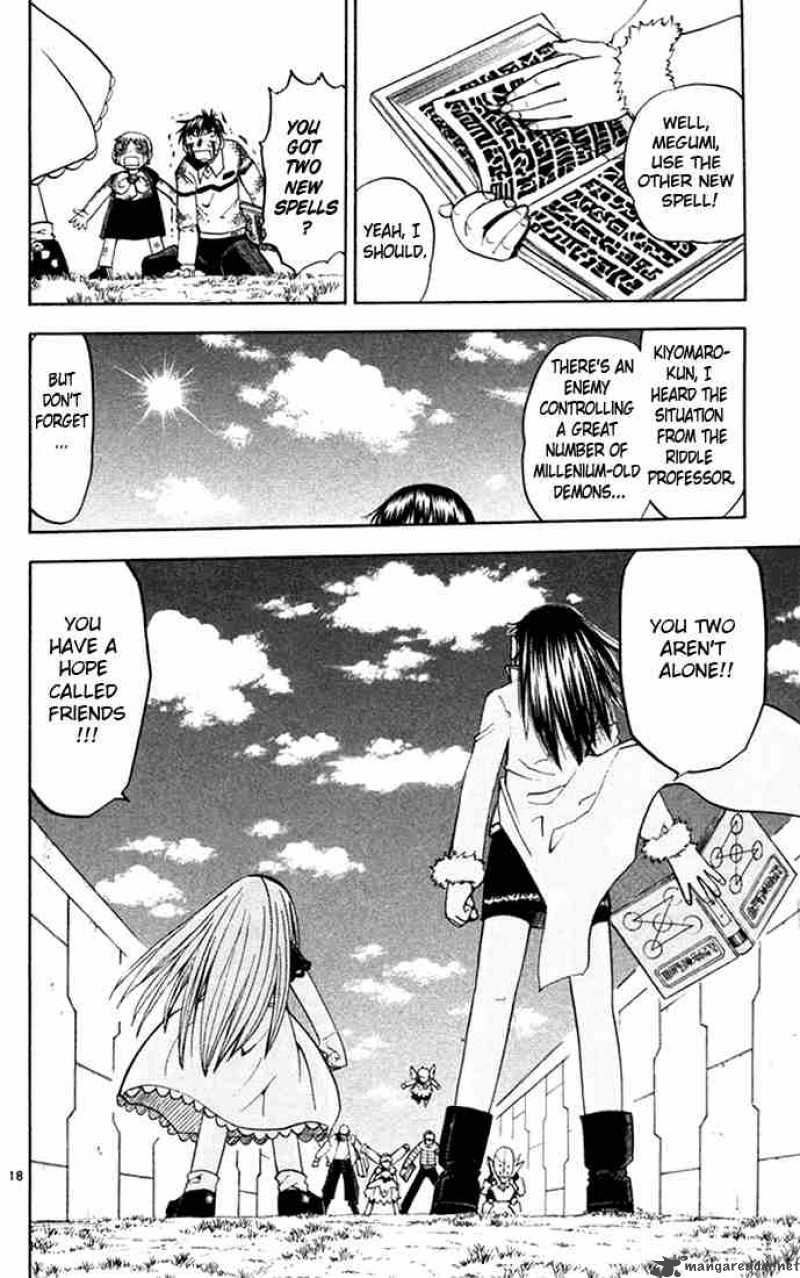 WELL,
MEGUMI,
USE THE
OTHER NEW
SPELL!
YEAH, I
SHOULD.
YOU
GOT
TWO
NEW
SPELLS
?
KIYOMARO-
KUN, I
HEARD THE
SITUATION
FROM THE
RIDDLE
PROFESSOR.
THERE'S AN
ENEMY
CONTROLLING
A GREAT
NUMBER OF
MILLENIUM-OLD
DEMONS...
BUT
DON'T
FORGET
...
YOU TWO
AREN'T
ALONE!!
YOU
HAVE A
HOPE
CALLED
FRIENDS
!!!
18
mangareader.net